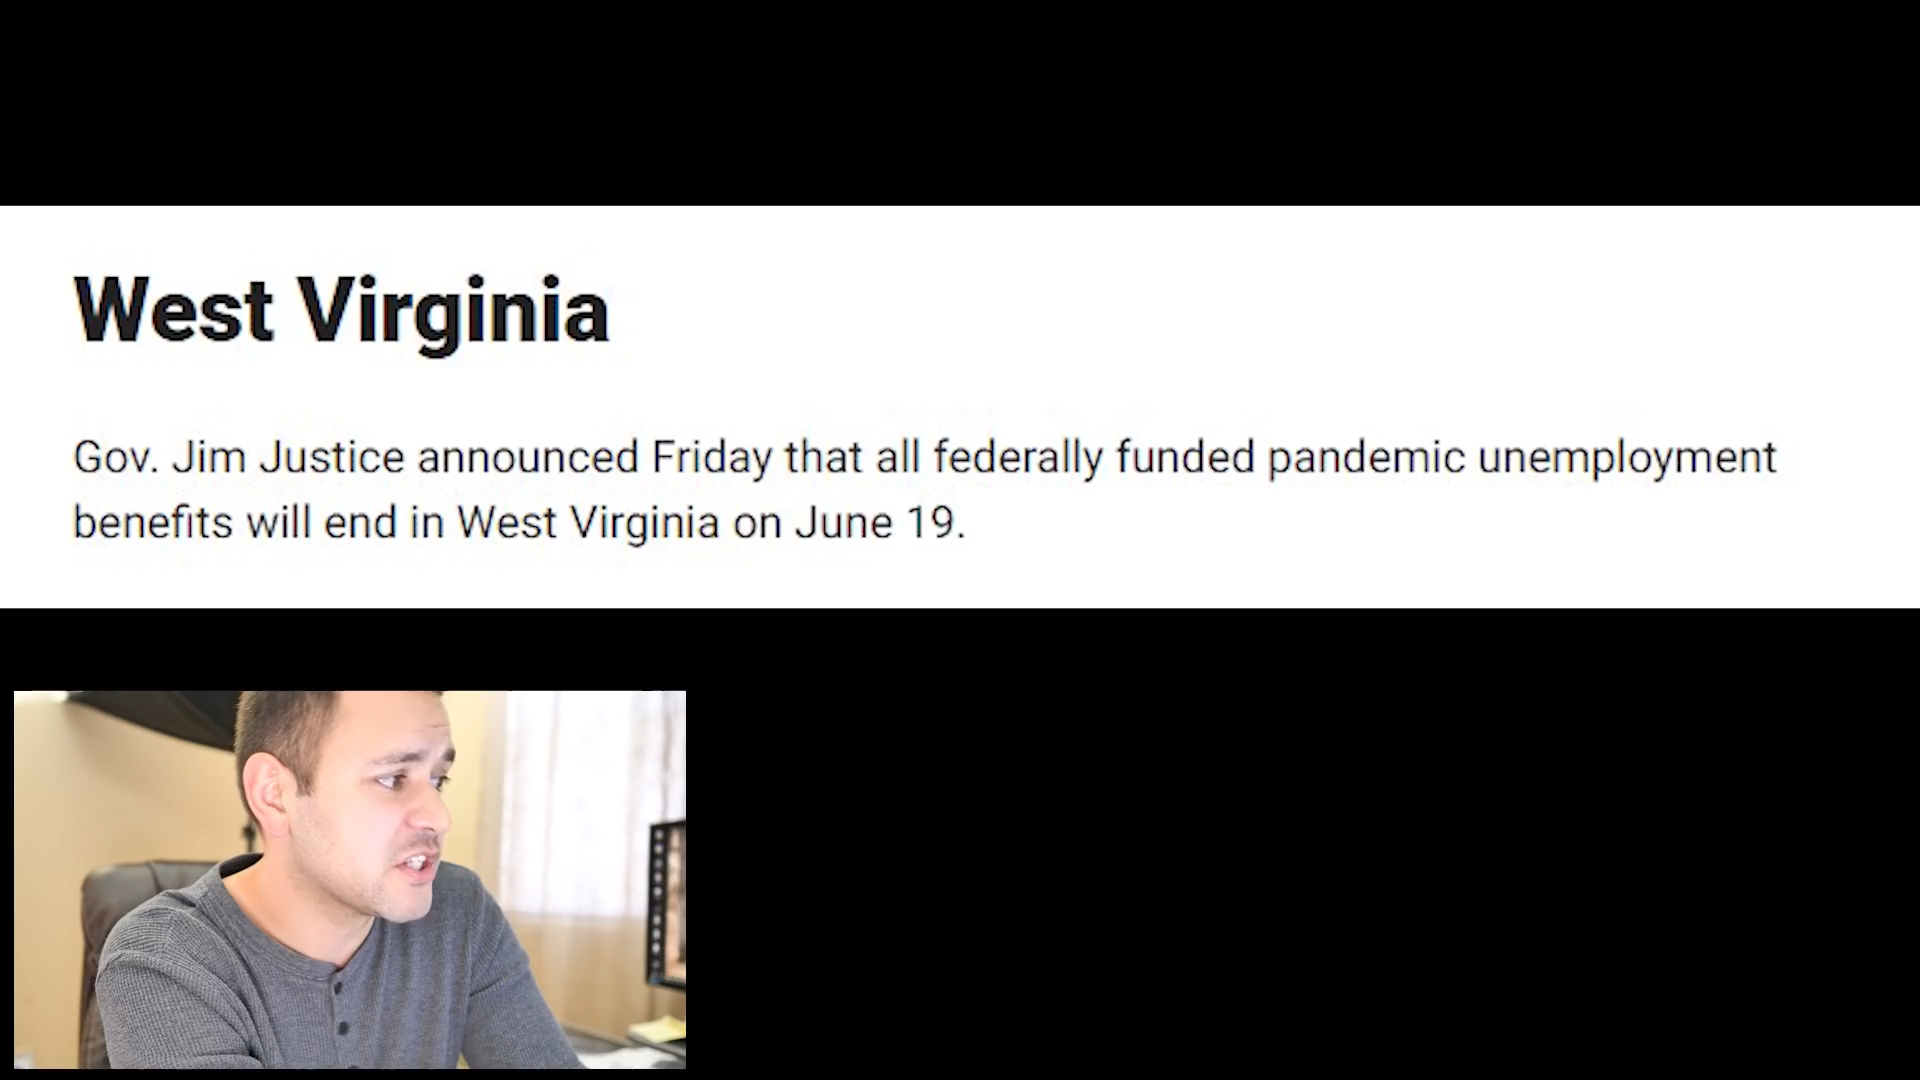 West Virginia
Gov. Jim Justice announced Friday that all federally funded pandemic unemployment
benefits will end in West Virginia on June 19.